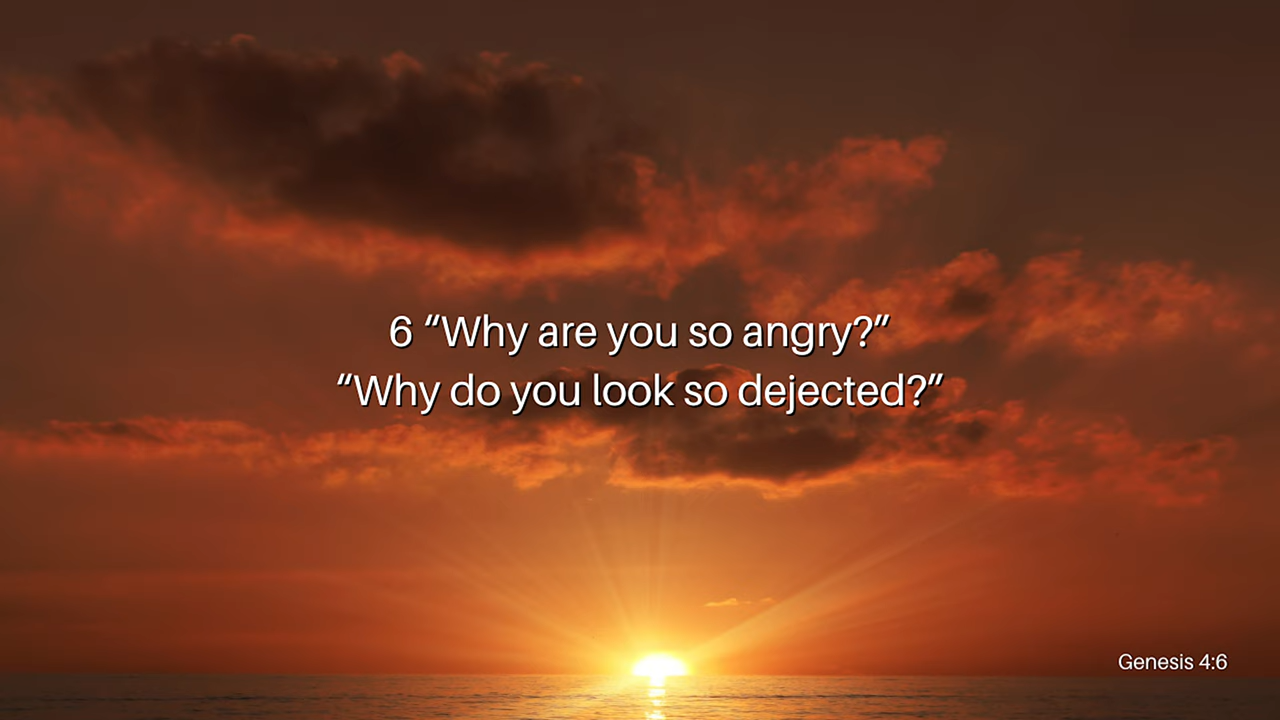 6 “Why are you so angry?”
“Why do you look so dejected?”
Genesis 4:6